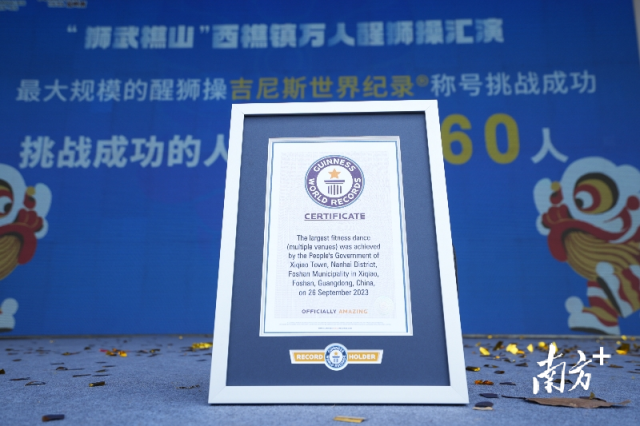 “狮武樵山”西樵镇万人醒狮操汇演
最大规模的醒狮操吉尼斯世界纪录®称号挑战成功
挑战成功的人
60人
GUINNESS
WORLD RECORDS
CERTIFICATE
The largest fitness dance
(multiple venues) was achieved
by the People's Government of
Xiqiao Town, Nanhai District,
Foshan Municipality in Xiqiao,
Foshan, Guangdong, China,
on 26 September 2023
OFFICIALLY AMAZING
RECORD HOLDER
南方+